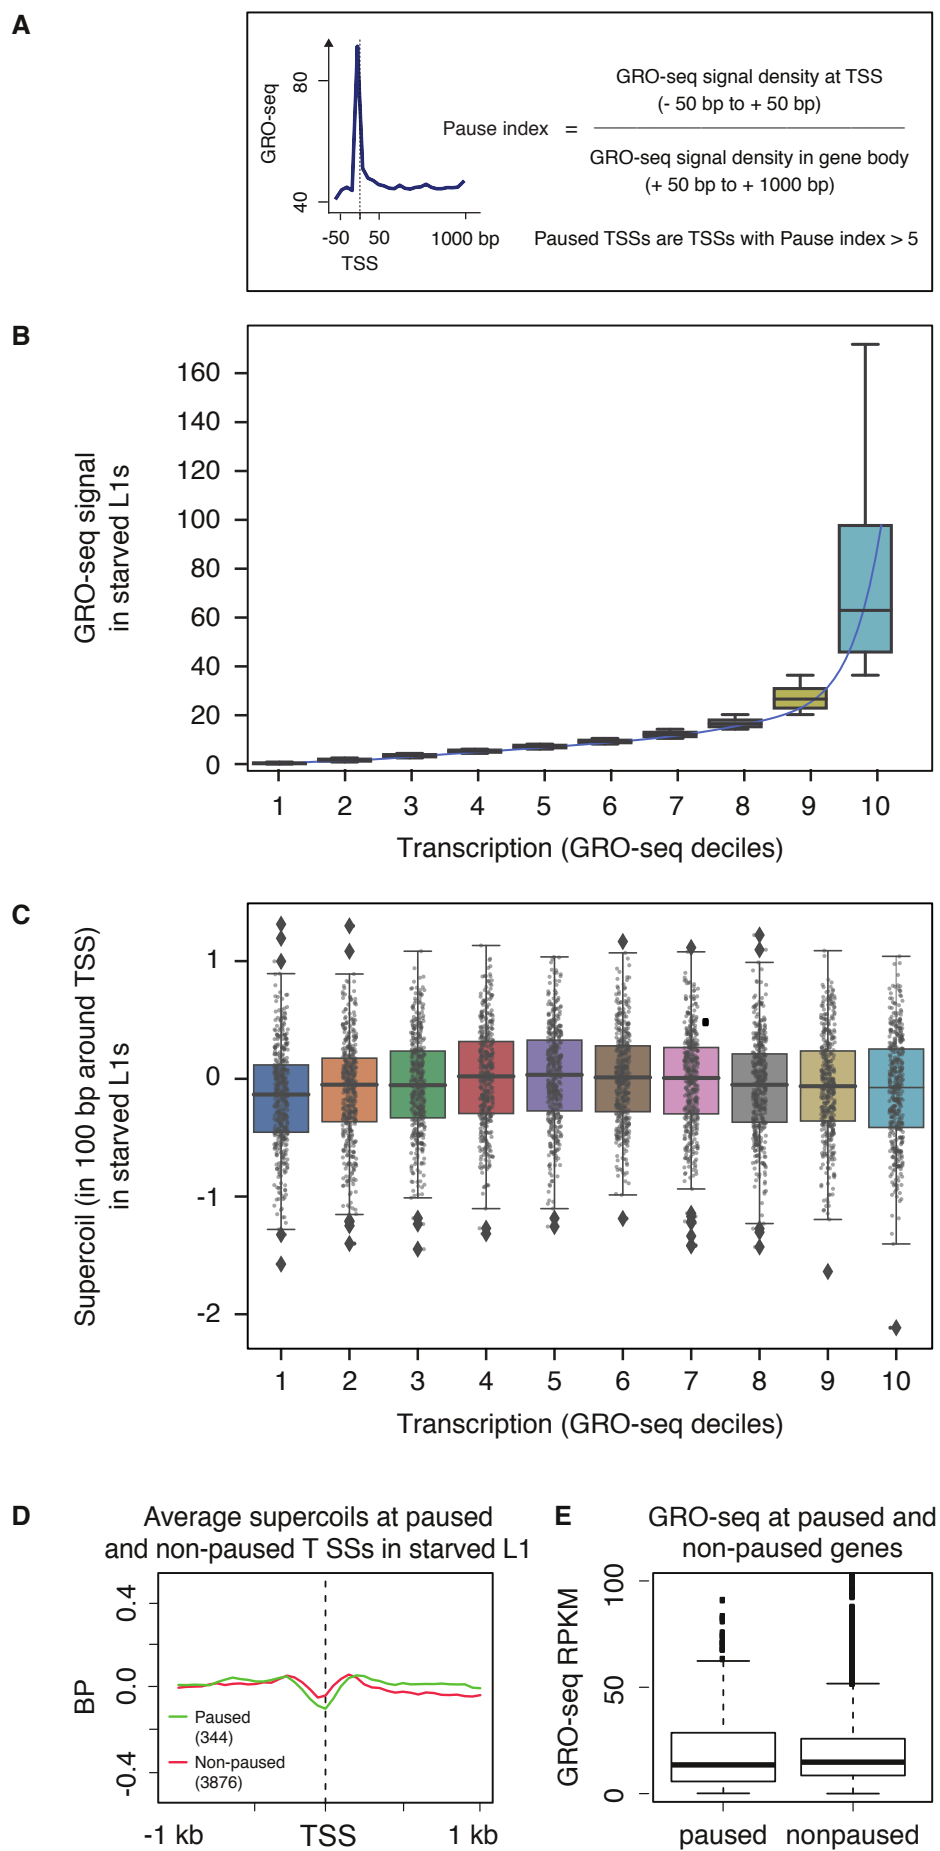 A
GRO-seq
80
40
-50
50
1000 bp
TSS
Pause index =
GRO-seq signal density at TSS
(- 50 bp to + 50 bp)
GRO-seq signal density in gene body
(+ 50 bp to + 1000 bp)
Paused TSSs are TSSs with Pause index > 5
B
GRO-seq signal
in starved L1s
160
140
120
100
80
60
40
20
0
1 2 3 4 5 6 7 8 9 10
Transcription (GRO-seq deciles)
C
Supercoil (in 100 bp around TSS)
in starved L1s
1
0
-1
-2
1 2 3 4 5 6 7 8 9 10
Transcription (GRO-seq deciles)
D
Average supercoils at paused
and non-paused T SSs in starved L1
BP
0.4
0.0
-0.4
Paused
(344)
Non-paused
(3876)
-1 kb
TSS
1 kb
E
GRO-seq at paused and
non-paused genes
GRO-seq RPKM
100
50
0
paused
nonpaused